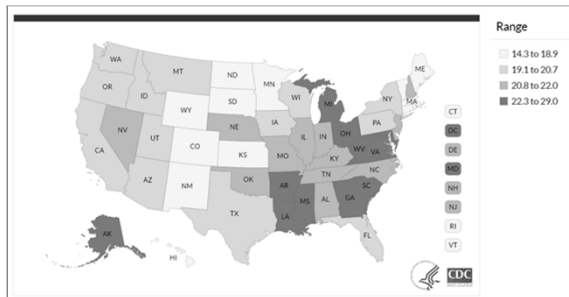 Range
14.3 to 18.9
19.1 to 20.7
20.8 to 22.0
22.3 to 29.0
WA
MT
ND
MN
ME
OR
ID
SD
WI
MI
NY
MA
WY
IA
PA
NV
NE
IL
IN
OH
CA
UT
CO
KS
MO
KY
WV
VA
AZ
NM
OK
AR
TN
NC
TX
LA
MS
AL
GA
SC
AK
HI
FL
CT
DC
DE
MD
NH
NJ
RI
VT
CDC